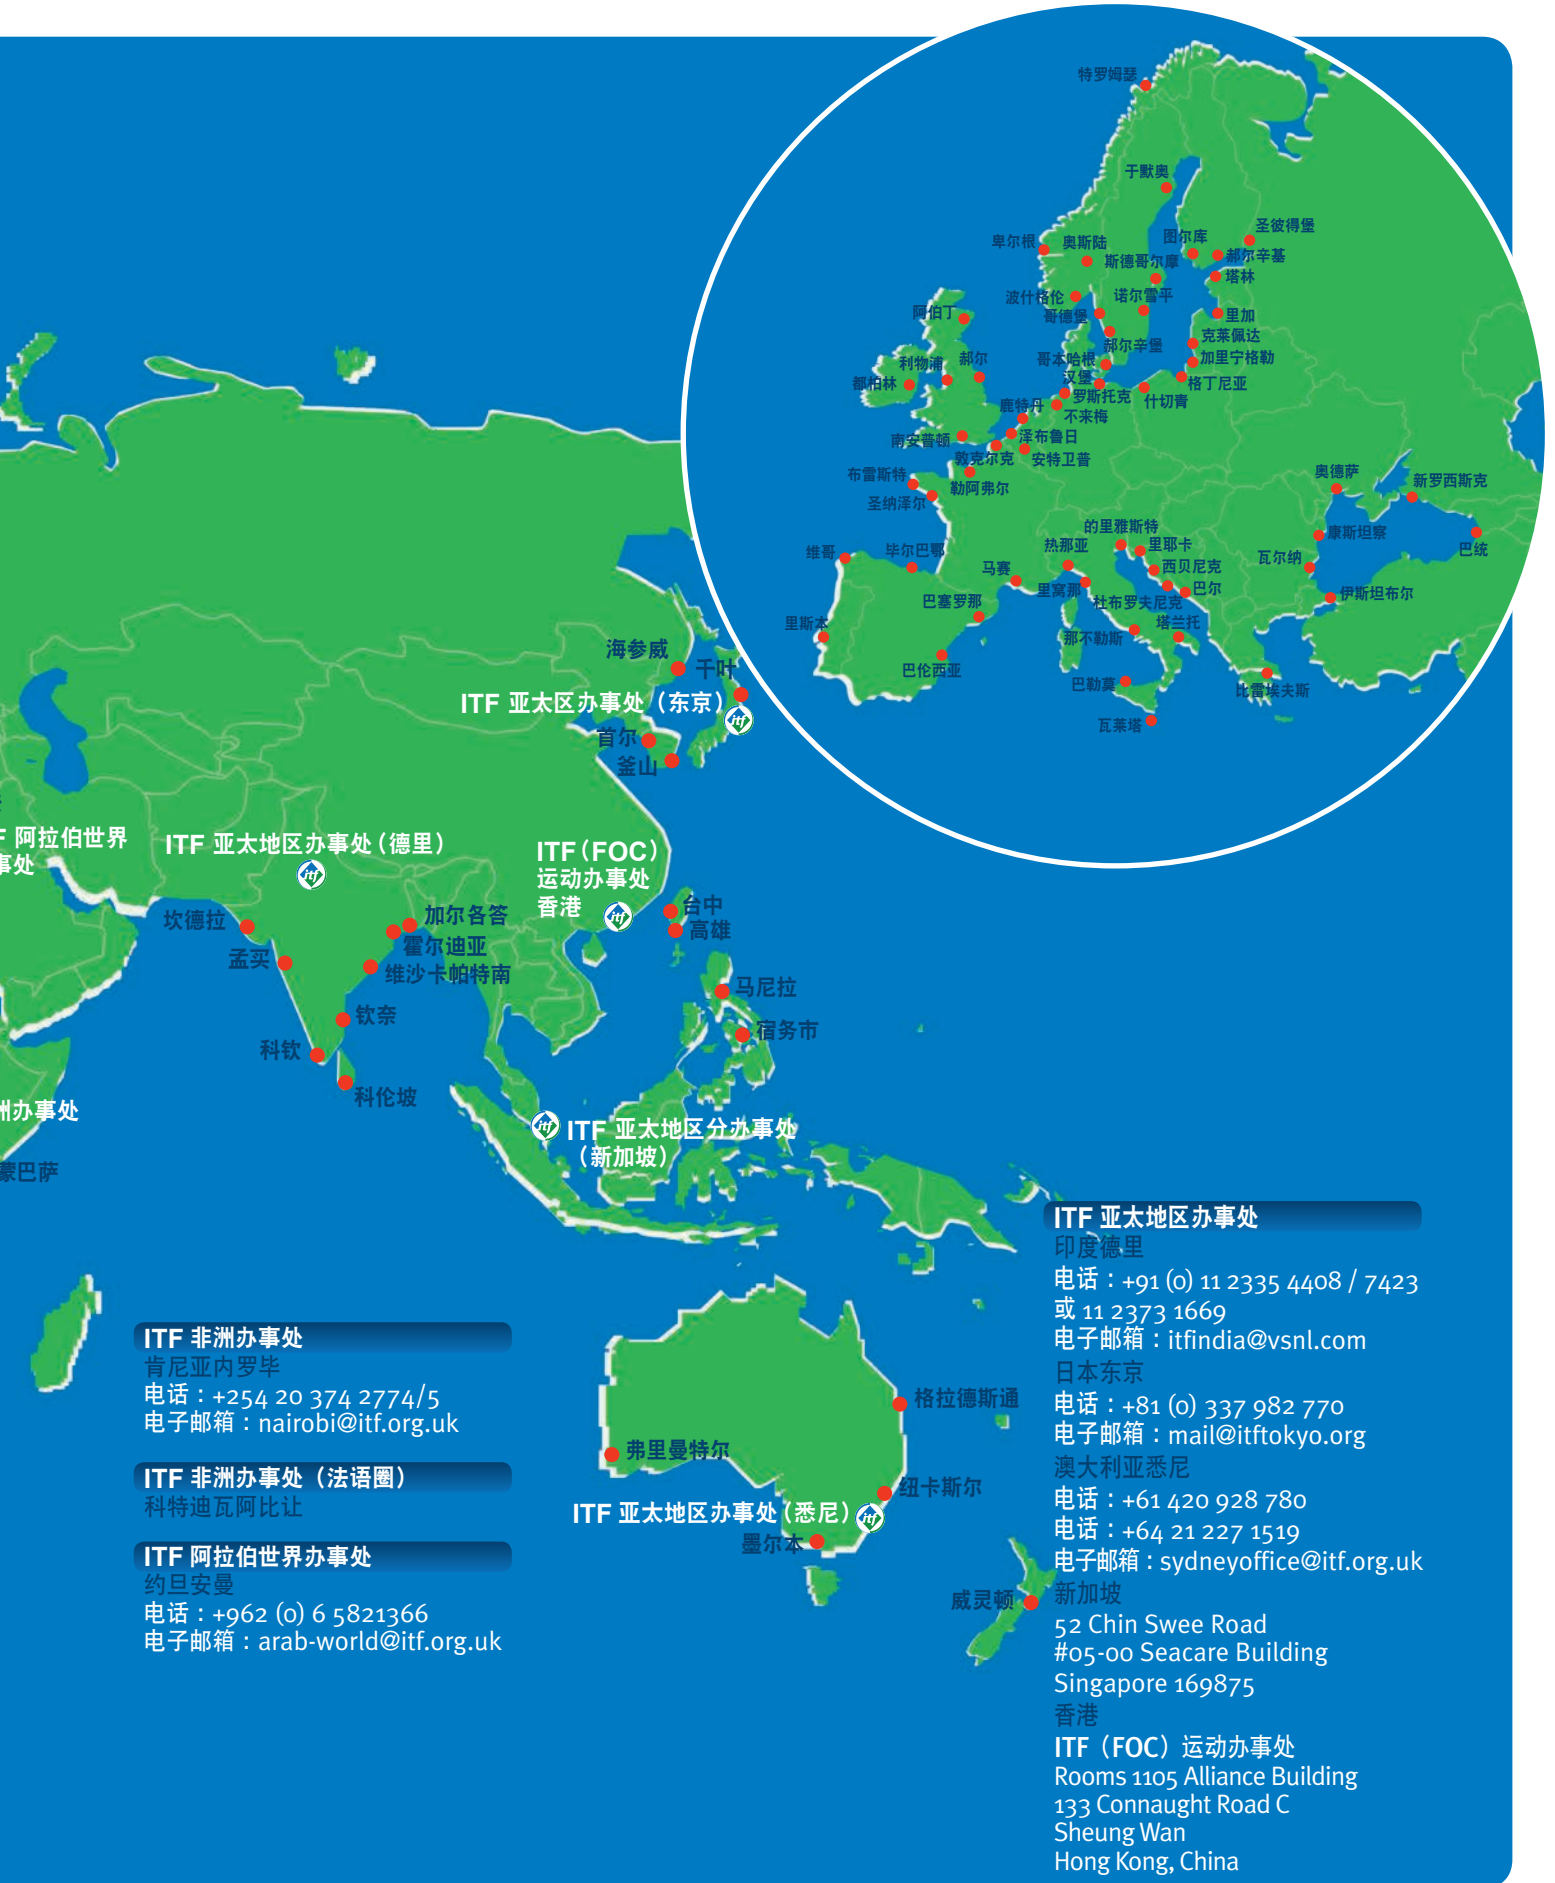 特罗姆瑟
于默奥
圣彼得堡
卑尔根
奥斯陆
图尔库
郝尔辛基
斯德哥尔摩
塔林
波什格伦
诺尔雪平
阿伯丁
哥德堡
里加
克莱佩达
郝尔辛堡
利物浦
郝尔
哥本哈根
加里宁格勒
都柏林
汉堡
格丁尼亚
罗斯托克
什切青
鹿特丹
不来梅
南安普顿
泽布鲁日
敦克尔克
安特卫普
布雷斯特
勒阿弗尔
奥德萨
新罗西斯克
圣纳泽尔
的里雅斯特
康斯坦察
维哥
毕尔巴鄂
热那亚
里耶卡
巴统
马赛
西贝尼克
瓦尔纳
里窝那
巴尔
伊斯坦布尔
巴塞罗那
杜布罗夫尼克
里斯本
塔兰托
那不勒斯
巴伦西亚
巴勒莫
比雷埃夫斯
瓦莱塔
海参威
千叶
ITF 亚太区办事处（东京）
itf
首尔
釜山
阿拉伯世界
事处
ITF 亚太地区办事处（德里）
itf
ITF（FOC）
运动办事处
香港
itf
台中
高雄
坎德拉
加尔各答
霍尔迪亚
孟买
维沙卡帕特南
马尼拉
钦奈
宿务市
科钦
科伦坡
洲办事处
itf
ITF 亚太地区分办事处
（新加坡）
蒙巴萨
格拉德斯通
弗里曼特尔
纽卡斯尔
ITF 亚太地区办事处（悉尼）
itf
墨尔本
威灵顿
ITF 非洲办事处
肯尼亚内罗毕
电话：+254 20 374 2774/5
电子邮箱：nairobi@itf.org.uk
ITF 非洲办事处（法语圈）
科特迪瓦阿比让
ITF 阿拉伯世界办事处
约旦安曼
电话：+962 (0) 6 5821366
电子邮箱：arab-world@itf.org.uk
ITF 亚太地区办事处
印度德里
电话：+91 (0) 11 2335 4408 / 7423
或 11 2373 1669
电子邮箱：itfindia@vsnl.com
日本东京
电话：+81 (0) 337 982 770
电子邮箱：mail@itftokyo.org
澳大利亚悉尼
电话：+61 420 928 780
电话：+64 21 227 1519
电子邮箱：sydneyoffice@itf.org.uk
新加坡
52 Chin Swee Road
#05-00 Seacare Building
Singapore 169875
香港
ITF（FOC）运动办事处
Rooms 1105 Alliance Building
133 Connaught Road C
Sheung Wan
Hong Kong, China